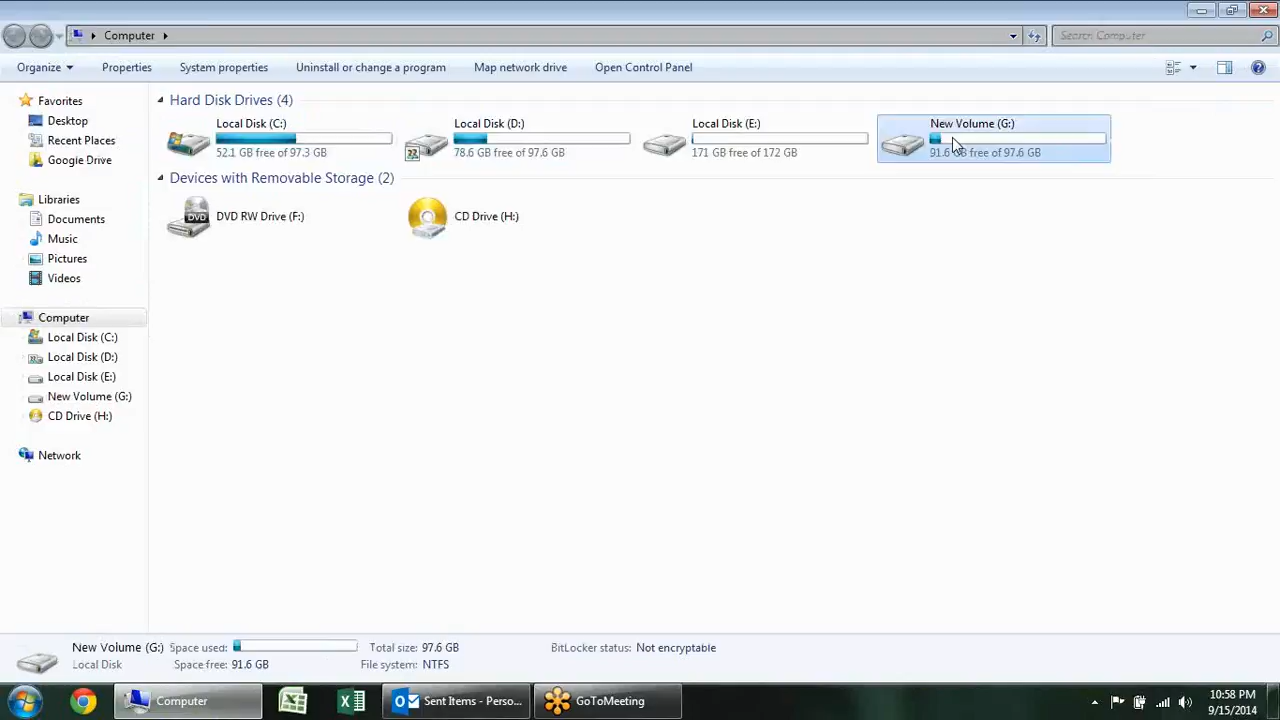 Computer
Search Computer
Organize
Properties
System properties
Uninstall or change a program
Map network drive
Open Control Panel
Favorites
Desktop
Recent Places
Google Drive
Libraries
Documents
Music
Pictures
Videos
Computer
Local Disk (C:)
Local Disk (D:)
Local Disk (E:)
New Volume (G:)
CD Drive (H:)
Network
Hard Disk Drives (4)
Local Disk (C:)
52.1 GB free of 97.3 GB
Local Disk (D:)
78.6 GB free of 97.6 GB
Local Disk (E:)
171 GB free of 172 GB
New Volume (G:)
91.6 GB free of 97.6 GB
Devices with Removable Storage (2)
DVD
DVD RW Drive (F:)
CD Drive (H:)
New Volume (G:) Space used: Total size: 97.6 GB BitLocker status: Not encryptable
Local Disk Space free: 91.6 GB File system: NTFS
Computer
Sent Items - Perso...
GoToMeeting
10:58 PM
9/15/2014